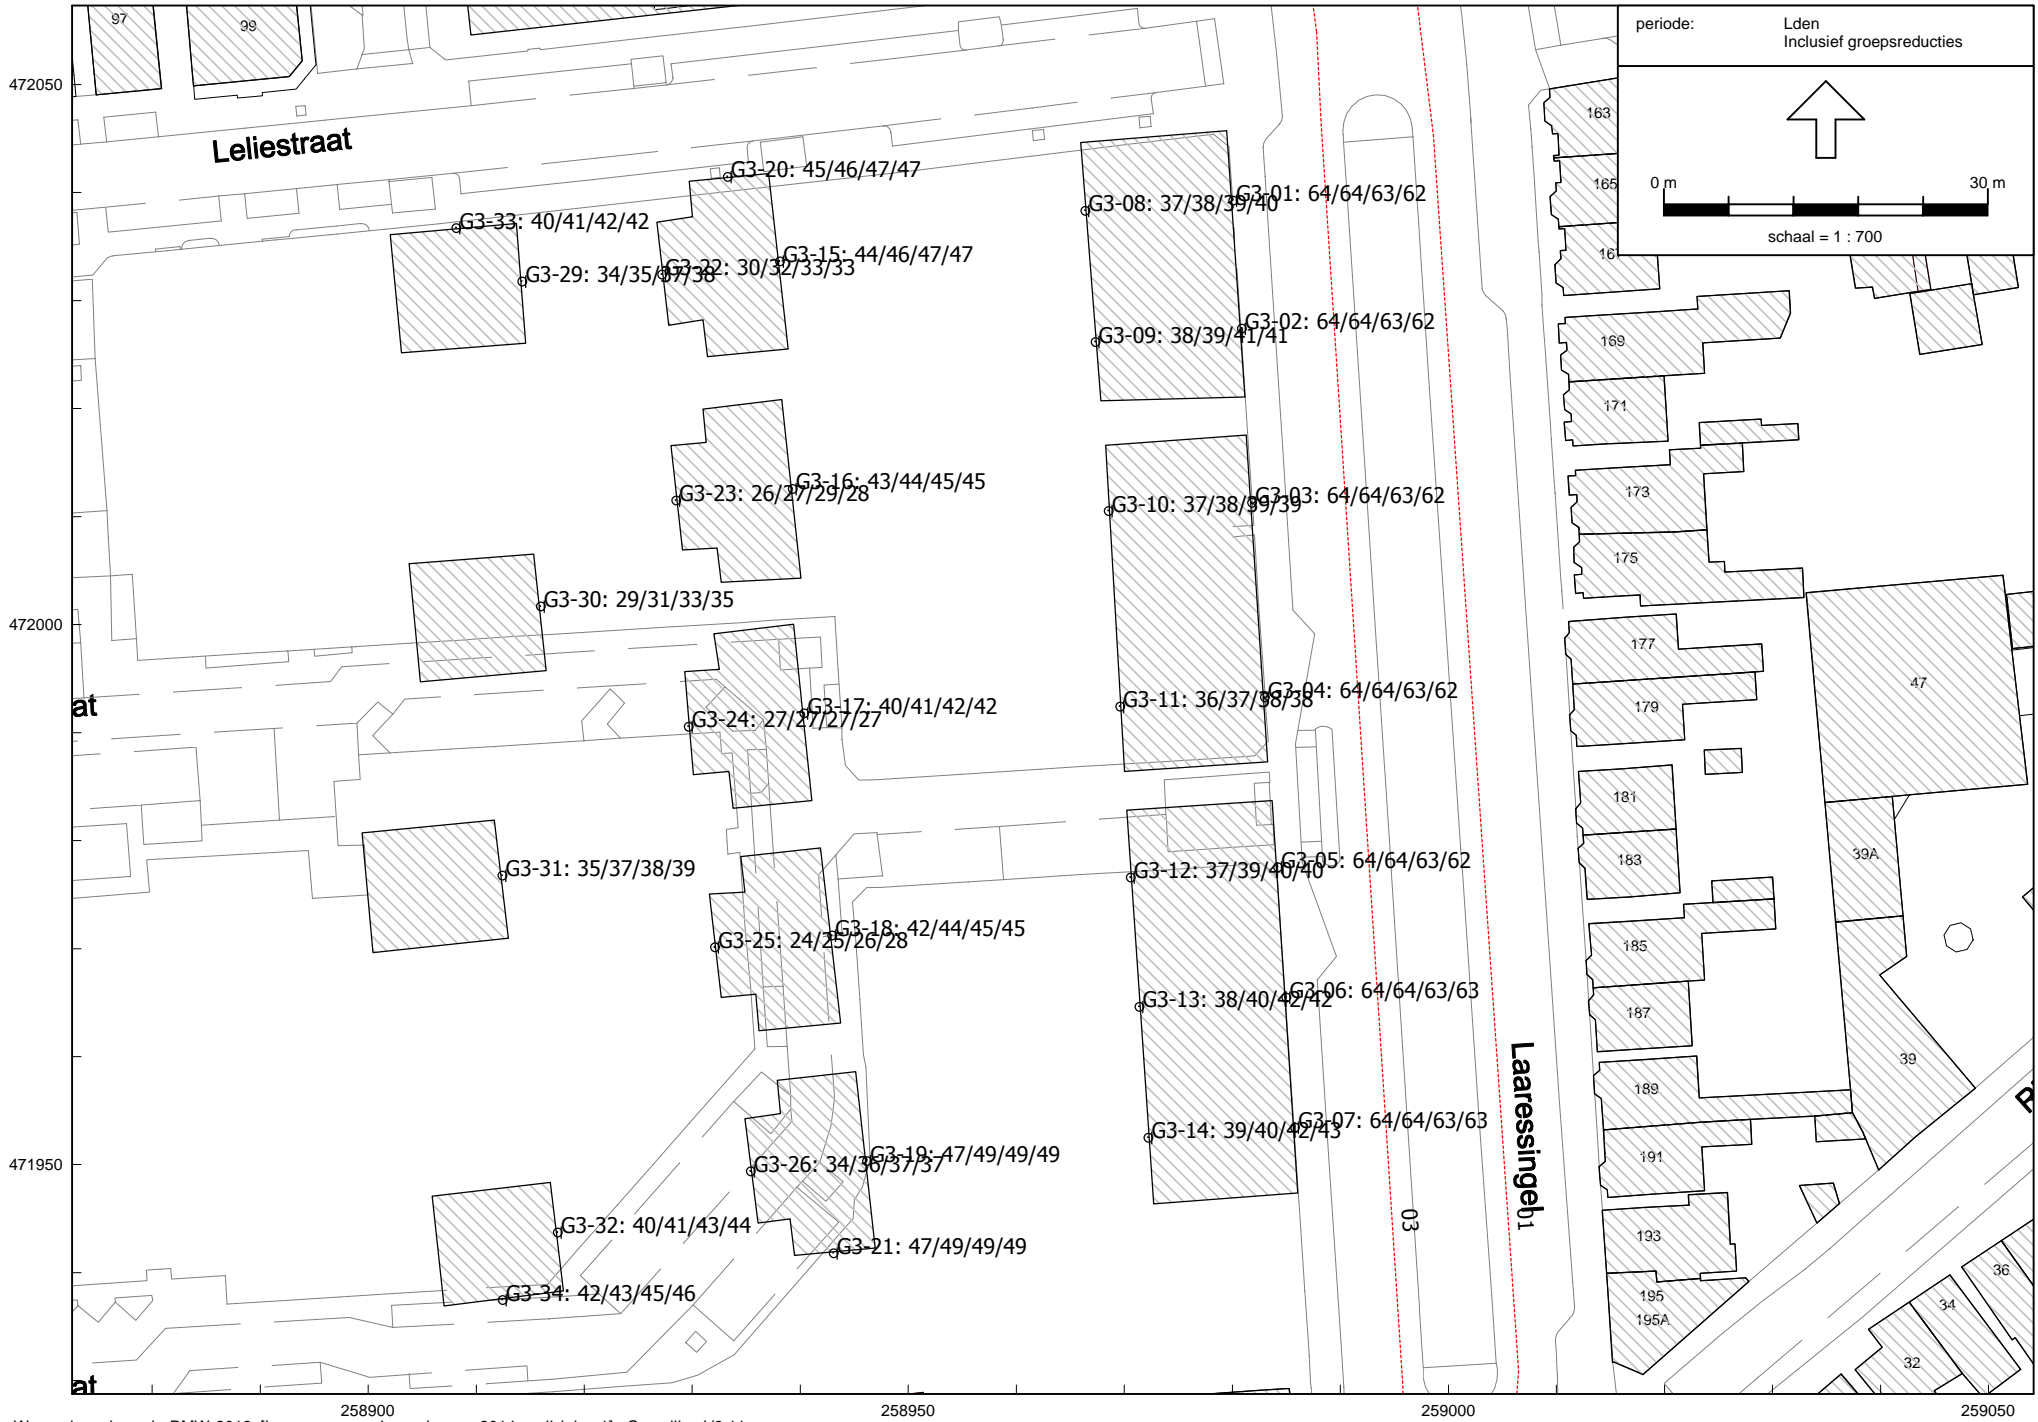 97
99
periode:
Lden
Inclusief groepsreducties
0 m
30 m
schaal = 1 : 700
472050
Leliestraat
163
165
167
G3-20: 45/46/47/47
G3-08: 37/38/39/40
G3-01: 64/64/63/62
G3-33: 40/41/42/42
G3-15: 44/46/47/47
G3-22: 30/32/33/33
G3-29: 34/35/37/38
G3-09: 38/39/41/41
G3-02: 64/64/63/62
169
171
G3-16: 43/44/45/45
G3-23: 26/27/29/28
G3-10: 37/38/39/39
G3-03: 64/64/63/62
173
175
G3-30: 29/31/33/35
472000
177
47
179
at
G3-17: 40/41/42/42
G3-24: 27/27/27/27
G3-11: 36/37/38/38
G3-04: 64/64/63/62
181
183
39A
G3-31: 35/37/38/39
G3-12: 37/39/40/40
G3-05: 64/64/63/62
G3-18: 42/44/45/45
G3-25: 24/25/26/28
185
187
G3-13: 38/40/42/42
G3-06: 64/64/63/63
39
189
191
Laaressingel
G3-14: 39/40/42/43
G3-07: 64/64/63/63
471950
G3-19: 47/49/49/49
G3-26: 34/36/37/37
G3-32: 40/41/43/44
G3-21: 47/49/49/49
03
01
193
195
195A
36
34
32
G3-34: 42/43/45/46
at
258900
258950
259000
259050